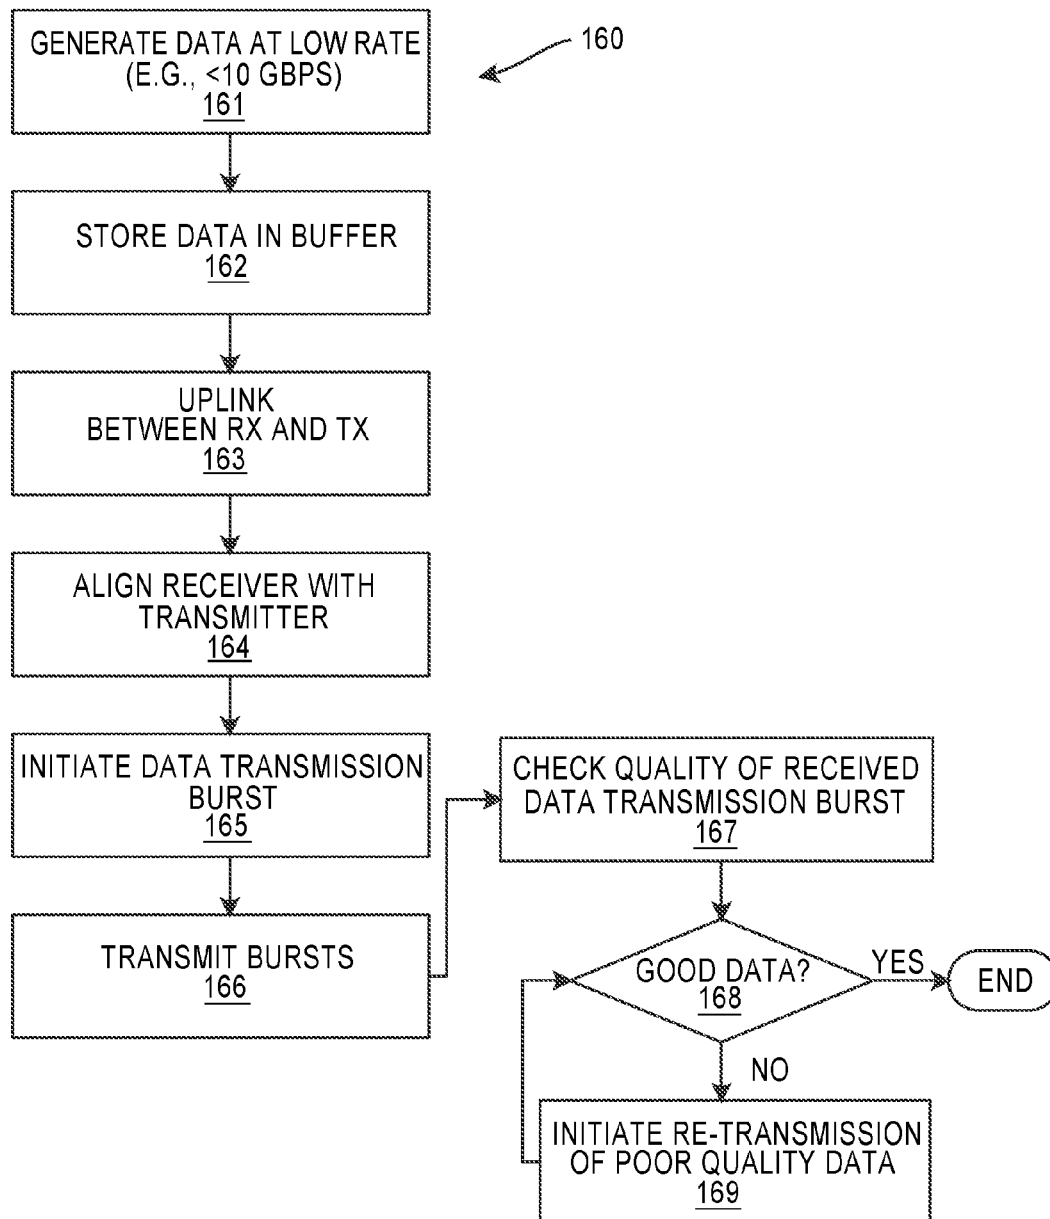 GENERATE DATA AT LOW RATE
(E.G., <10 GBPS)
161
160
STORE DATA IN BUFFER
162
UPLINK
BETWEEN RX AND TX
163
ALIGN RECEIVER WITH
TRANSMITTER
164
INITIATE DATA TRANSMISSION
BURST
165
TRANSMIT BURSTS
166
CHECK QUALITY OF RECEIVED
DATA TRANSMISSION BURST
167
GOOD DATA?
168
YES
END
NO
INITIATE RE-TRANSMISSION
OF POOR QUALITY DATA
169